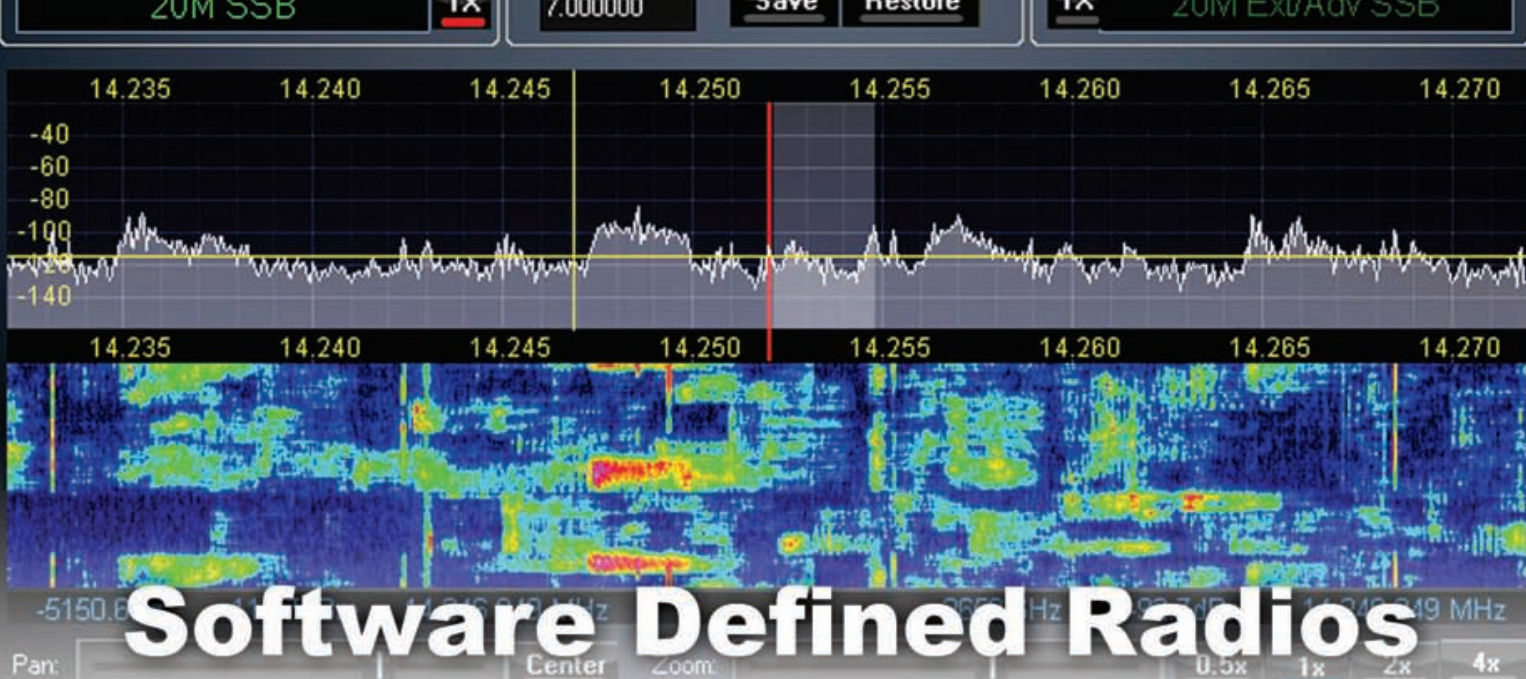 20M SSB TX 7.000000 Save Restore TX 20M Ext/Adv SSB
14.235 14.240 14.245 14.250 14.255 14.260 14.265 14.270
-40
-60
-80
-100
-120
-140
14.235 14.240 14.245 14.250 14.255 14.260 14.265 14.270
MHz
Software Defined Radios
Pan: Center Zoom: 0.5x 1x 2x 4x